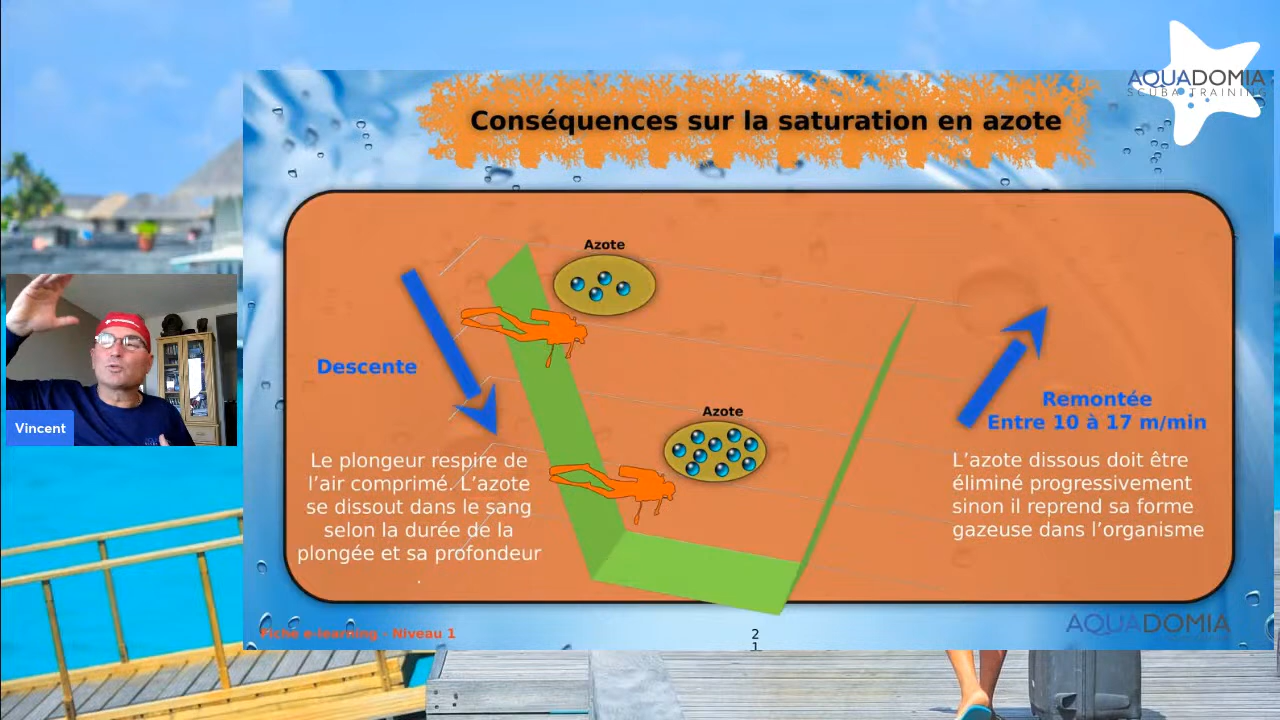 AQUADOMIA
SCUBA TRAINING
Conséquences sur la saturation en azote
Azote
Descente
Remontée
Entre 10 à 17 m/min
Azote
Vincent
Le plongeur respire de
l’air comprimé. L’azote
se dissout dans le sang
selon la durée de la
plongée et sa profondeur
.
L’azote dissous doit être
éliminé progressivement
sinon il reprend sa forme
gazeuse dans l’organisme
Fiche e-learning - Niveau 1
2
1
AQUADOMIA